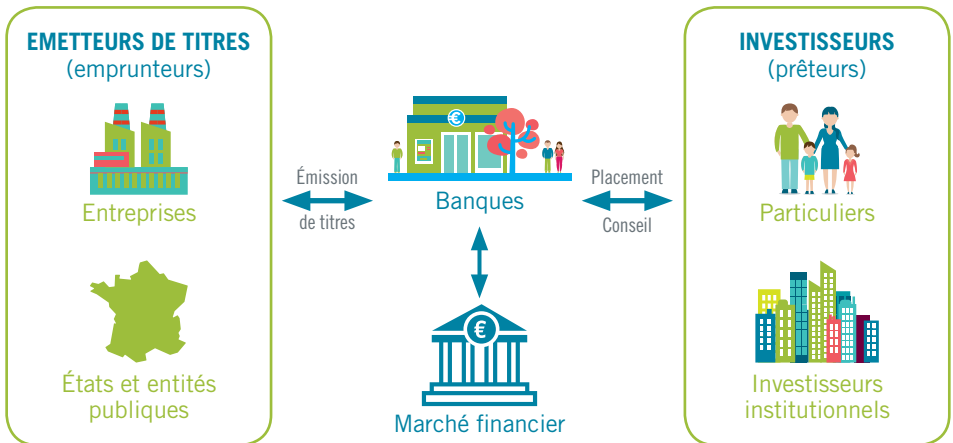 EMETTEURS DE TITRES
(emprunteurs)
Entreprises
États et entités
publiques
Émission
de titres
€
Banques
€
Marché financier
Placement
Conseil
INVESTISSEURS
(prêteurs)
Particuliers
Investisseurs
institutionnels